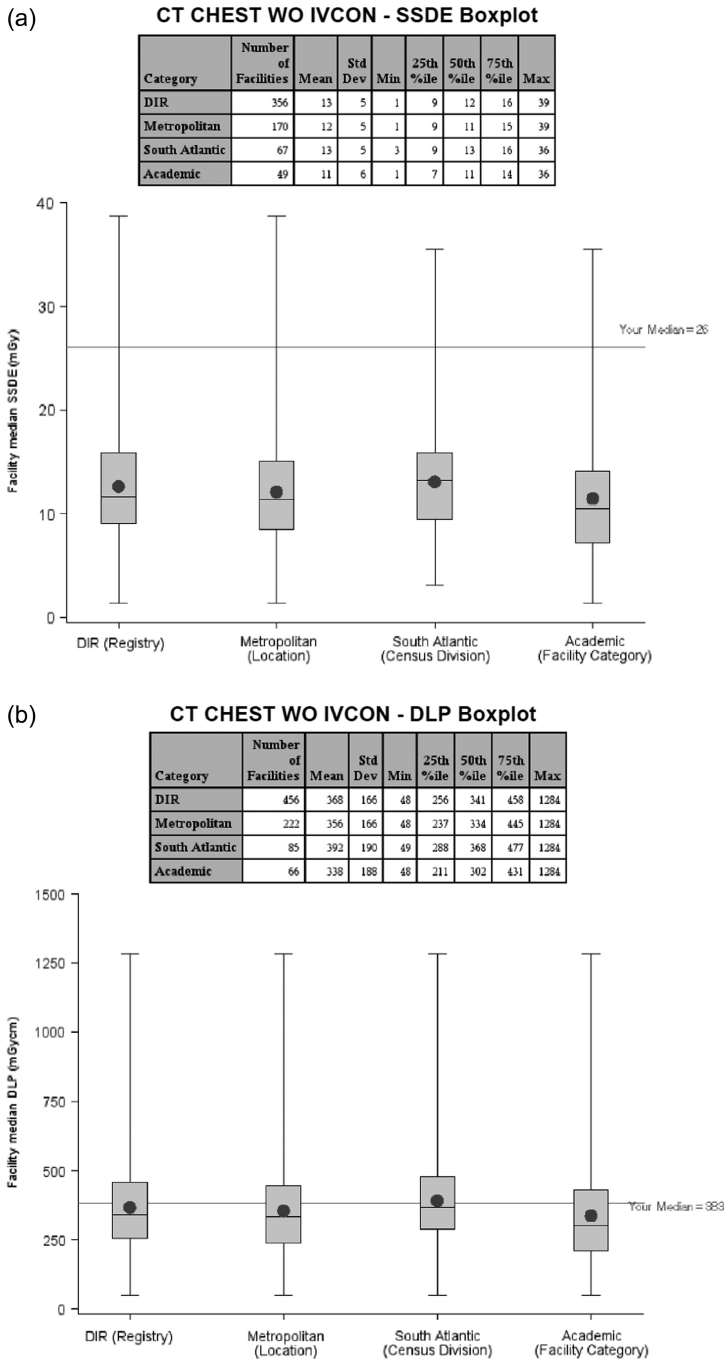 (a)
CT CHEST WO IVCON - SSDE Boxplot
Category Number of Facilities Mean Std Dev Min 25th %ile 50th %ile 75th %ile Max
DIR 356 13 5 1 9 12 16 39
Metropolitan 170 12 5 1 9 11 15 39
South Atlantic 67 13 5 3 9 13 16 36
Academic 49 11 6 1 7 11 14 36
Facility median SSDE (mGy)
40
30
Your Median = 26
20
10
0
DIR (Registry) Metropolitan South Atlantic Academic
(Location) (Census Division) (Facility Category)
(b)
CT CHEST WO IVCON - DLP Boxplot
Category Number of Facilities Mean Std Dev Min 25th %ile 50th %ile 75th %ile Max
DIR 456 368 166 48 256 341 458 1284
Metropolitan 222 356 166 48 237 334 445 1284
South Atlantic 85 392 190 49 288 368 477 1284
Academic 66 338 188 48 211 302 431 1284
Facility median DLP (mGycm)
1500
1250
1000
750
500
Your Median = 383
250
0
DIR (Registry) Metropolitan South Atlantic Academic
(Location) (Census Division) (Facility Category)